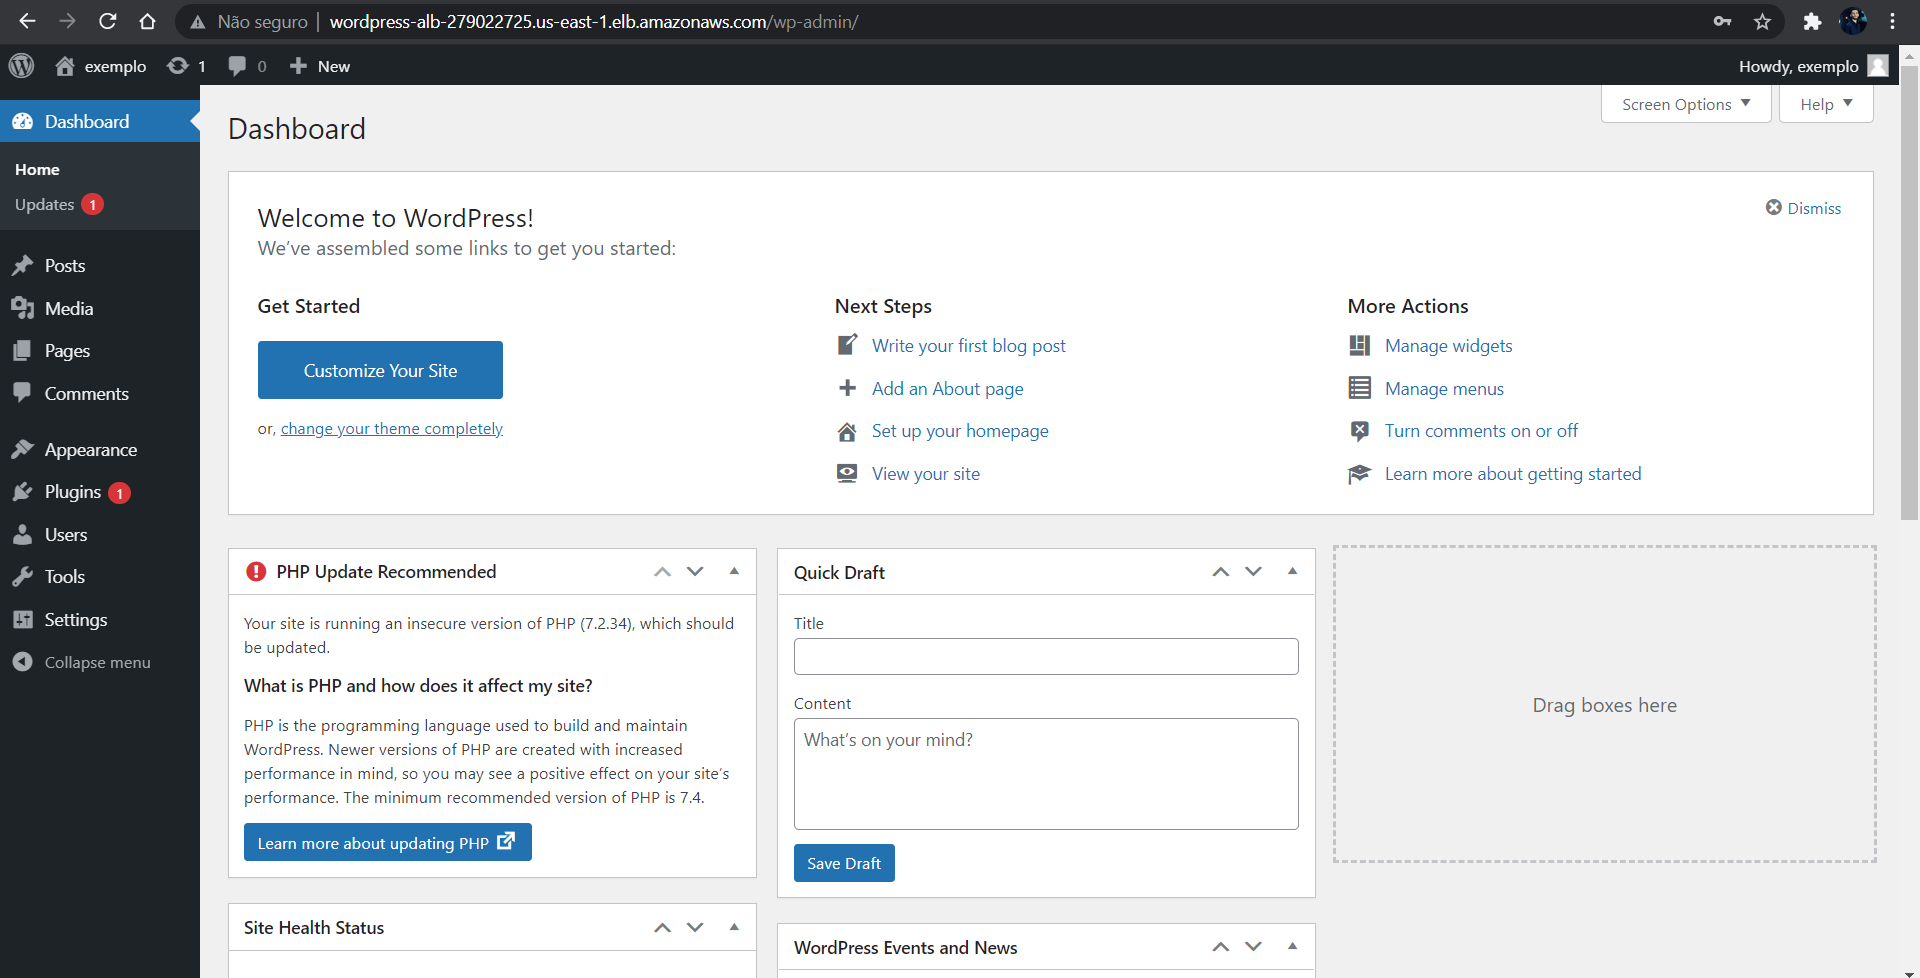 Não seguro | wordpress-alb-279022725.us-east-1.elb.amazonaws.com/wp-admin/
exemplo 1 0 New Howdy, exemplo
Screen Options Help
Dashboard
Home
Updates 1
Posts
Media
Pages
Comments
Appearance
Plugins 1
Users
Tools
Settings
Collapse menu
Dashboard
Welcome to WordPress!
We’ve assembled some links to get you started:
Dismiss
Get Started
Customize Your Site
or, change your theme completely
Next Steps
Write your first blog post
Add an About page
Set up your homepage
View your site
More Actions
Manage widgets
Manage menus
Turn comments on or off
Learn more about getting started
PHP Update Recommended
Your site is running an insecure version of PHP (7.2.34), which should
be updated.
What is PHP and how does it affect my site?
PHP is the programming language used to build and maintain
WordPress. Newer versions of PHP are created with increased
performance in mind, so you may see a positive effect on your site’s
performance. The minimum recommended version of PHP is 7.4.
Learn more about updating PHP
Site Health Status
Quick Draft
Title
Content
What’s on your mind?
Save Draft
WordPress Events and News
Drag boxes here